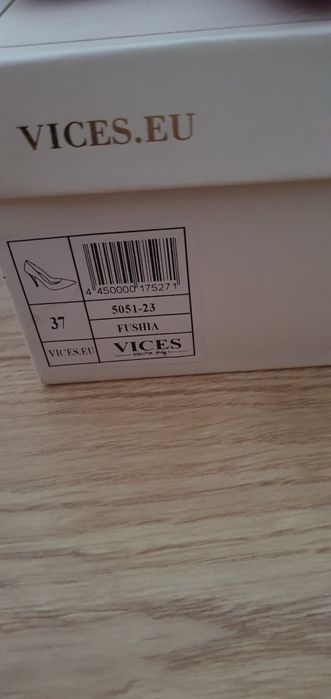 VICES.EU
4 450000 175271
5051-23
37
FUSHIA
VICES.EU
VICES